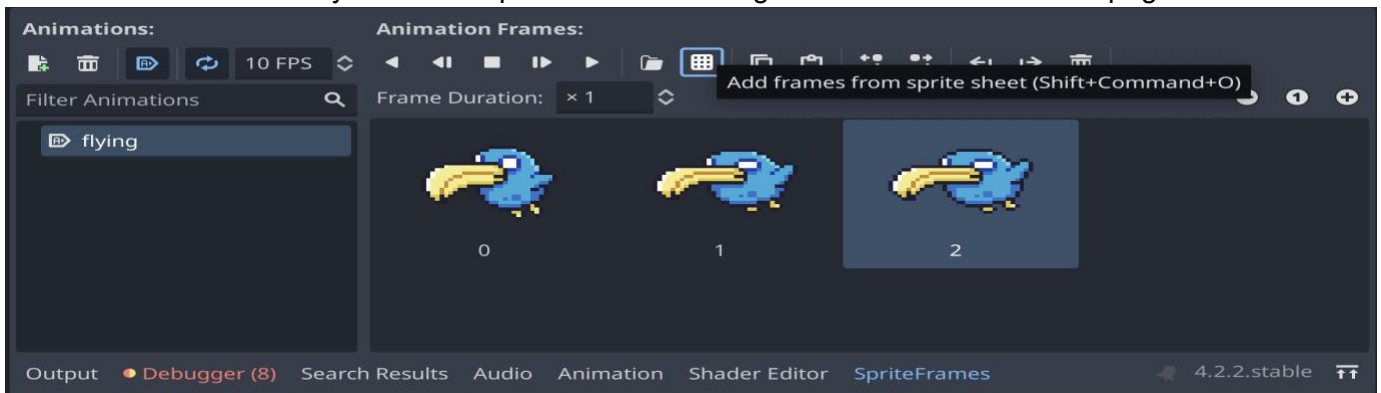 Animations:
Animation Frames:
10 FPS
Add frames from sprite sheet (Shift+Command+O)
Filter Animations
Frame Duration:
× 1
1
flying
0
1
2
Output
Debugger (8)
Search Results
Audio
Animation
Shader Editor
SpriteFrames
4.2.2.stable